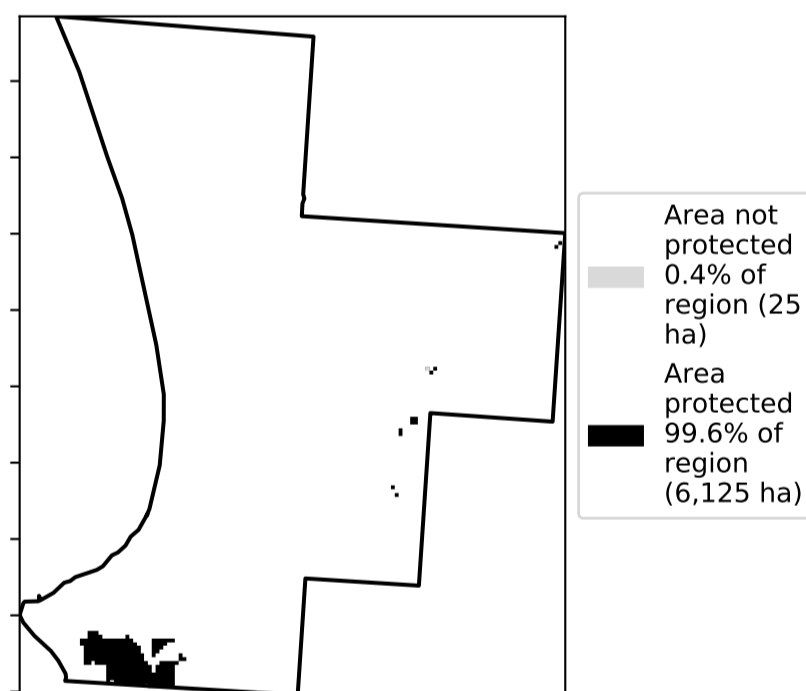 Area not
protected
0.4% of
region (25
ha)
Area
protected
99.6% of
region
(6,125 ha)